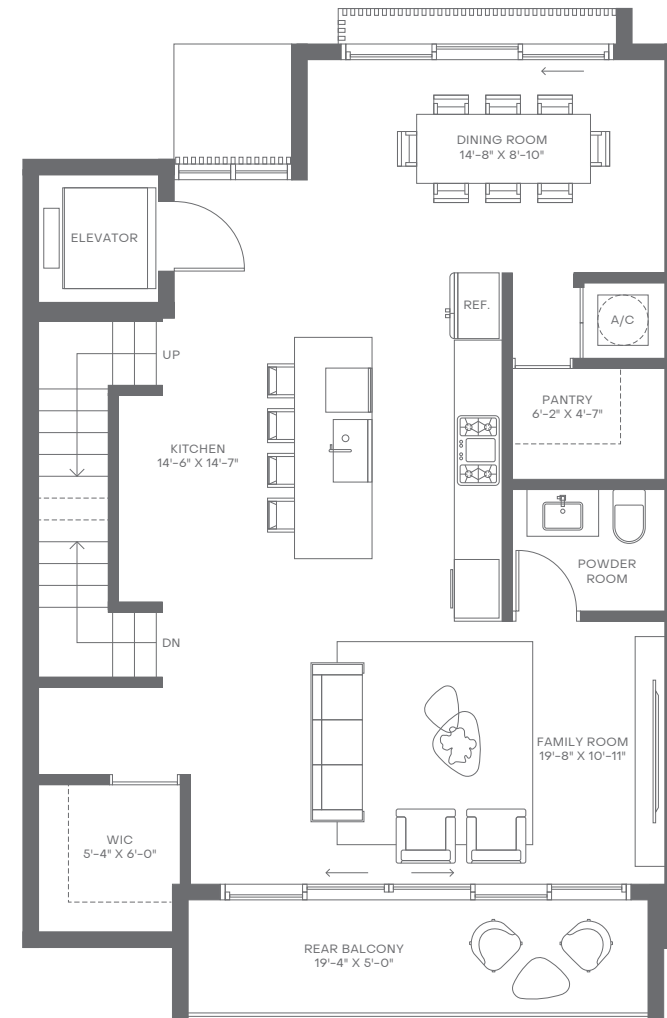 DINING ROOM
14'-8" X 8'-10"
ELEVATOR
REF.
A/C
UP
PANTRY
6'-2" X 4'-7"
KITCHEN
14'-6" X 14'-7"
POWDER
ROOM
DN
FAMILY ROOM
19'-8" X 10'-11"
WIC
5'-4" X 6'-0"
REAR BALCONY
19'-4" X 5'-0"